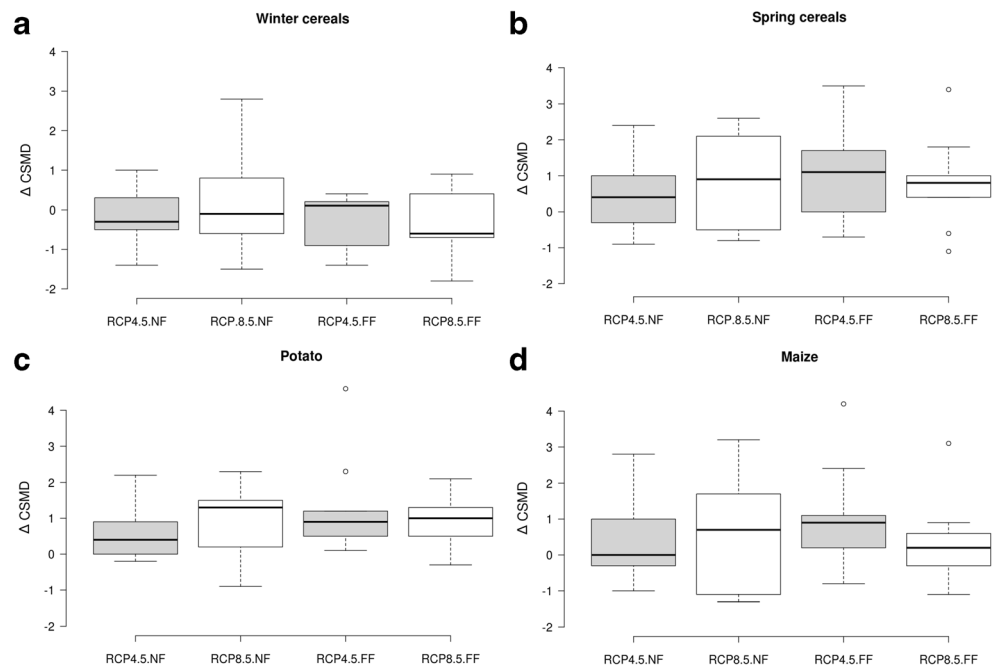 a
Winter cereals
Δ CSMD
4
3
2
1
0
-1
-2
RCP4.5.NF RCP.8.5.NF RCP4.5.FF RCP8.5.FF
b
Spring cereals
Δ CSMD
4
3
2
1
0
-1
-2
RCP4.5.NF RCP.8.5.NF RCP4.5.FF RCP8.5.FF
c
Potato
Δ CSMD
4
3
2
1
0
-1
-2
RCP4.5.NF RCP8.5.NF RCP4.5.FF RCP8.5.FF
d
Maize
Δ CSMD
4
3
2
1
0
-1
-2
RCP4.5.NF RCP8.5.NF RCP4.5.FF RCP8.5.FF